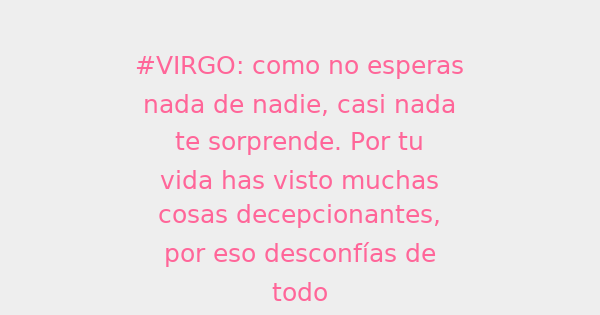 #VIRGO: como no esperas
nada de nadie, casi nada
te sorprende. Por tu
vida has visto muchas
cosas decepcionantes,
por eso desconfías de
todo